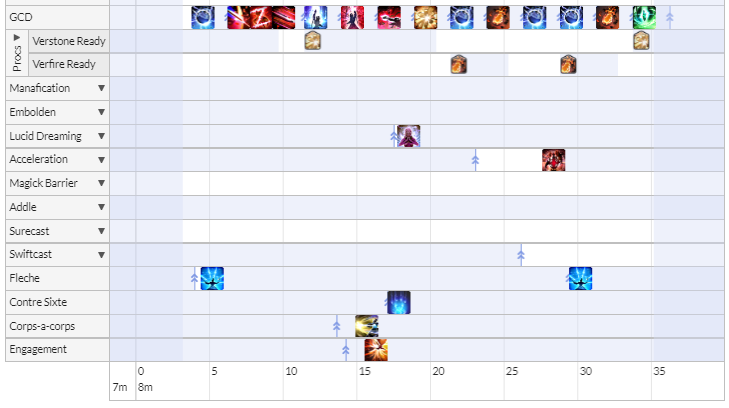 GCD
Procs
Verstone Ready
Verfire Ready
Manafication
Embolden
Lucid Dreaming
Acceleration
Magick Barrier
Addle
Surecast
Swiftcast
Fleche
Contre Sixte
Corps-a-corps
Engagement
0 5 10 15 20 25 30 35
7m 8m